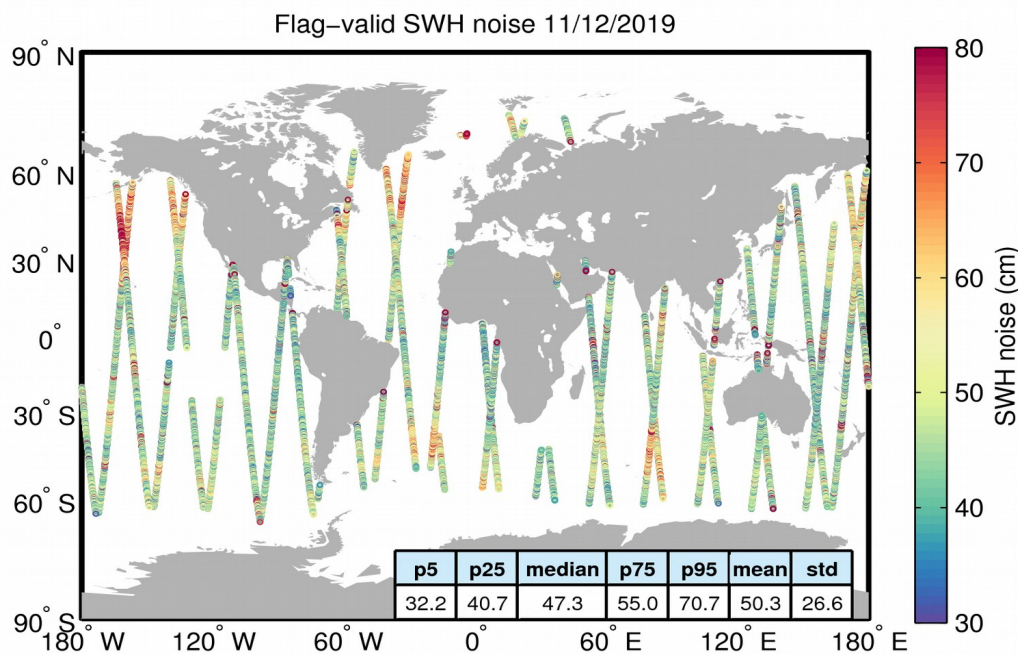 Flag−valid SWH noise 11/12/2019
90° N
60° N
30° N
0°
30° S
60° S
90° S
180° W
120° W
60° W
0°
60° E
120° E
180° E
80
70
60
50
40
30
SWH noise (cm)
p5 p25 median p75 p95 mean std
32.2 40.7 47.3 55.0 70.7 50.3 26.6